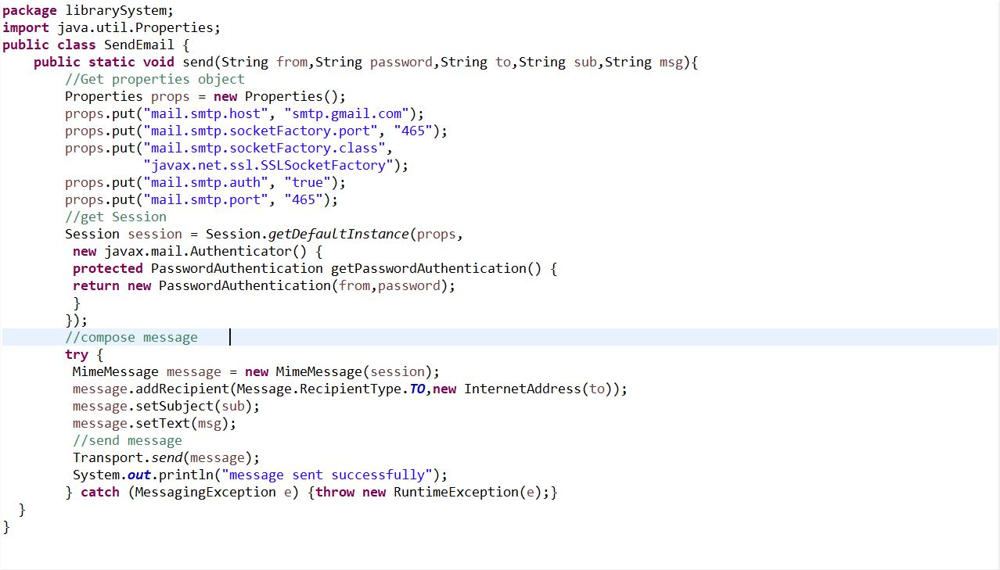 package librarySystem;
import java.util.Properties;
public class SendEmail {
    public static void send(String from,String password,String to,String sub,String msg){
        //Get properties object
        Properties props = new Properties();
        props.put("mail.smtp.host", "smtp.gmail.com");
        props.put("mail.smtp.socketFactory.port", "465");
        props.put("mail.smtp.socketFactory.class",
                  "javax.net.ssl.SSLSocketFactory");
        props.put("mail.smtp.auth", "true");
        props.put("mail.smtp.port", "465");
        //get Session
        Session session = Session.getDefaultInstance(props,
         new javax.mail.Authenticator() {
         protected PasswordAuthentication getPasswordAuthentication() {
         return new PasswordAuthentication(from,password);
         }
        });
        //compose message
        try {
         MimeMessage message = new MimeMessage(session);
         message.addRecipient(Message.RecipientType.TO,new InternetAddress(to));
         message.setSubject(sub);
         message.setText(msg);
         //send message
         Transport.send(message);
         System.out.println("message sent successfully");
        } catch (MessagingException e) {throw new RuntimeException(e);}
  }
}